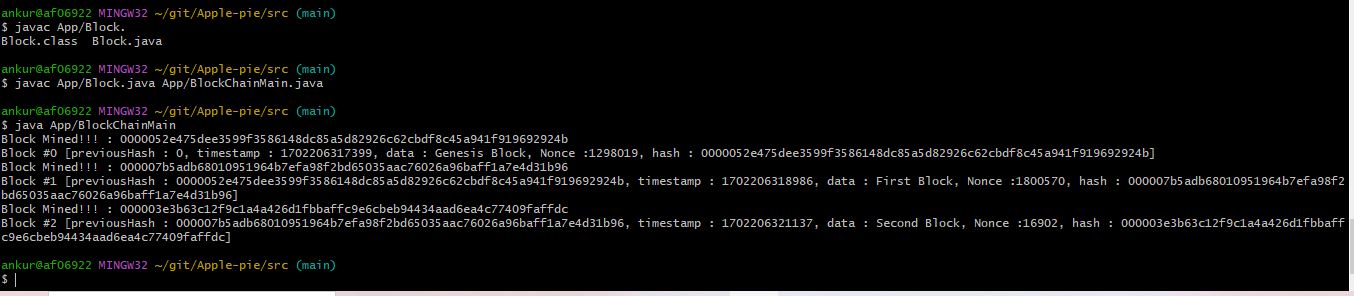 ankur@af06922 MINGW32 ~/git/Apple-pie/src (main)
$ javac App/Block.
Block.class  Block.java
ankur@af06922 MINGW32 ~/git/Apple-pie/src (main)
$ javac App/Block.java App/BlockChainMain.java
ankur@af06922 MINGW32 ~/git/Apple-pie/src (main)
$ java App/BlockChainMain
Block Mined!!! : 0000052e475dee3599f3586148dc85a5d82926c62cbdf8c45a941f919692924b
Block #0 [previousHash : 0, timestamp : 1702206317399, data : Genesis Block, Nonce :1298019, hash : 0000052e475dee3599f3586148dc85a5d82926c62cbdf8c45a941f919692924b]
Block Mined!!! : 000007b5adb68010951964b7efa98f2bd65035aac76026a96baff1a7e4d31b96
Block #1 [previousHash : 0000052e475dee3599f3586148dc85a5d82926c62cbdf8c45a941f919692924b, timestamp : 1702206318986, data : First Block, Nonce :1800570, hash : 000007b5adb68010951964b7efa98f2
bd65035aac76026a96baff1a7e4d31b96]
Block Mined!!! : 000003e3b63c12f9c1a4a426d1fbbaffc9e6cbeb94434aad6ea4c77409faffdc
Block #2 [previousHash : 000007b5adb68010951964b7efa98f2bd65035aac76026a96baff1a7e4d31b96, timestamp : 1702206321137, data : Second Block, Nonce :16902, hash : 000003e3b63c12f9c1a4a426d1fbbaff
c9e6cbeb94434aad6ea4c77409faffdc]
ankur@af06922 MINGW32 ~/git/Apple-pie/src (main)
$